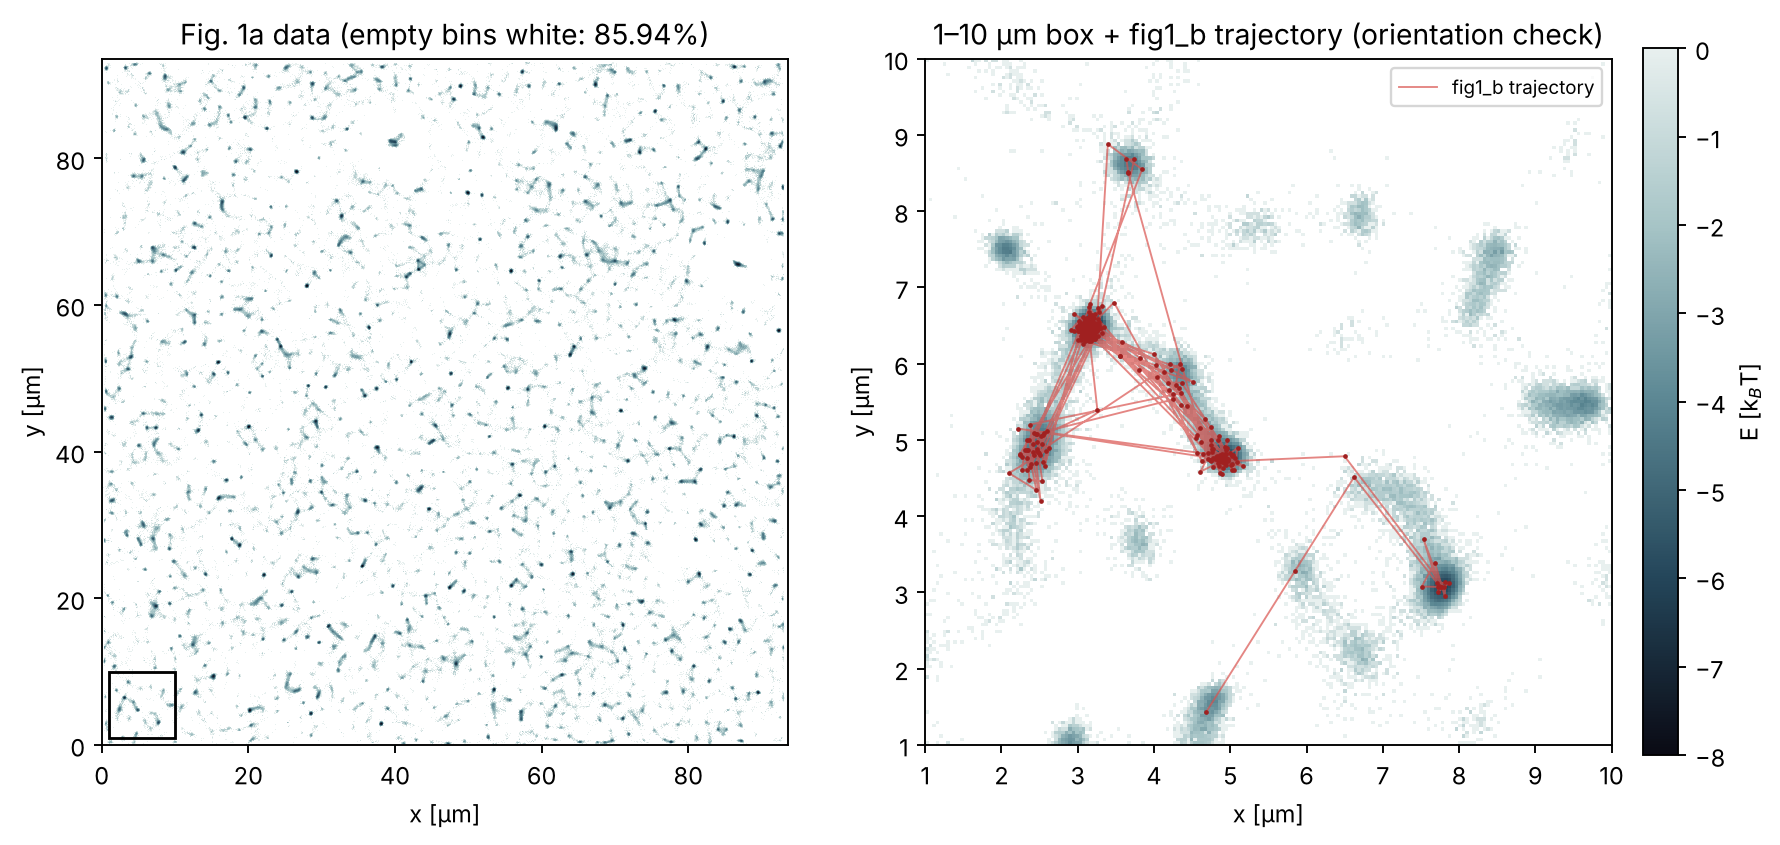 Fig. 1a data (empty bins white: 85.94%)
80
60
40
20
0
0 20 40 60 80
x [µm]
y [µm]
1–10 µm box + fig1_b trajectory (orientation check)
fig1_b trajectory
10
9
8
7
6
5
4
3
2
1
1 2 3 4 5 6 7 8 9 10
x [µm]
y [µm]
0
−1
−2
−3
−4
−5
−6
−7
−8
E [k_B T]